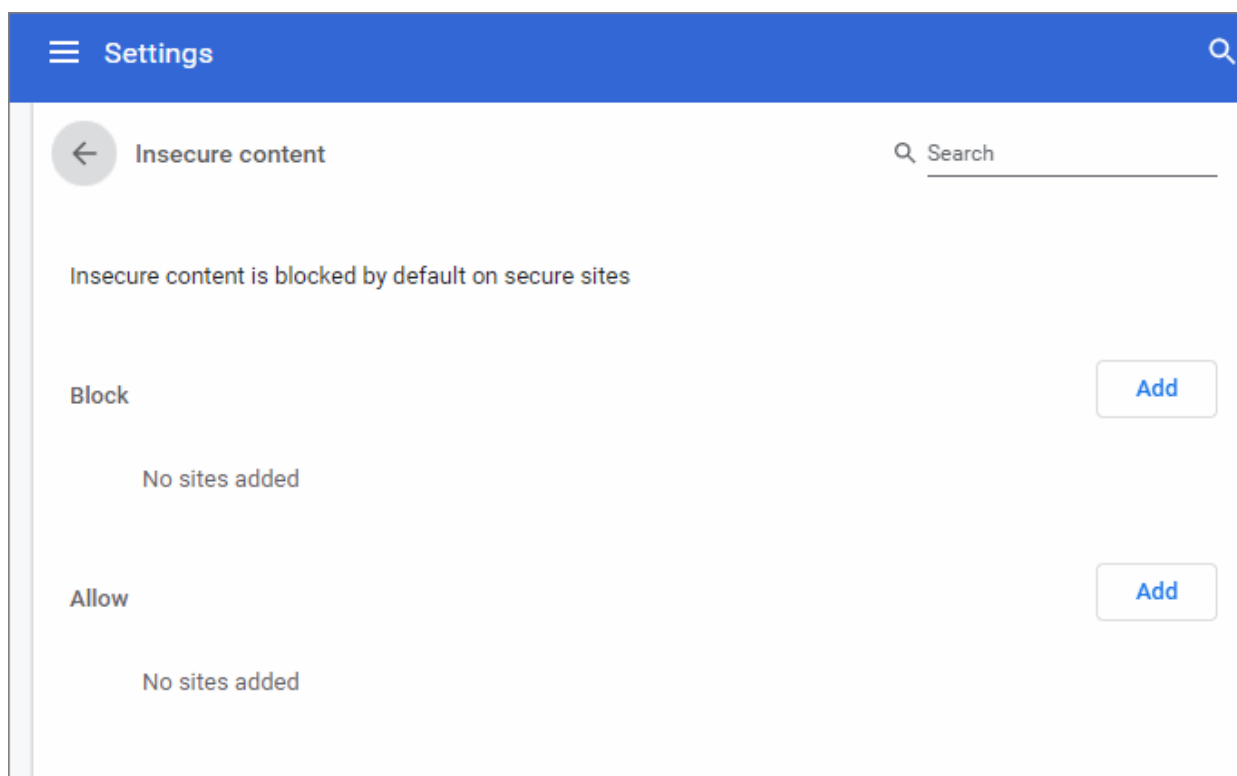 Settings
Insecure content
Search
Insecure content is blocked by default on secure sites
Block
Add
No sites added
Allow
Add
No sites added